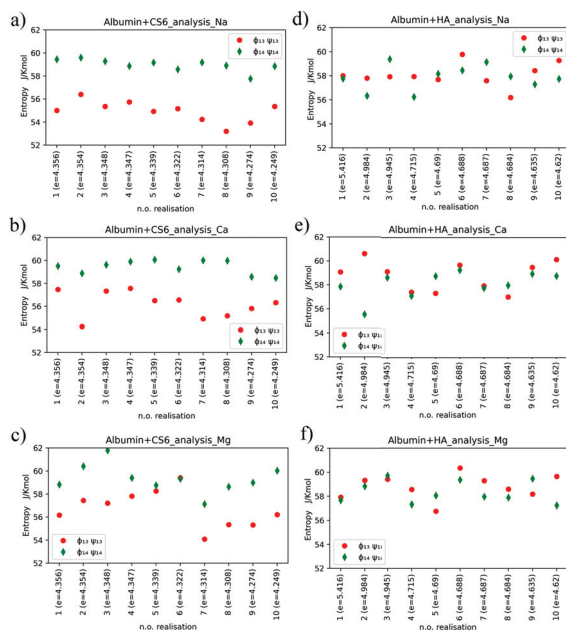 a)
Albumin+CS6_analysis_Na
ϕ₁₃ ψ₁₃
ϕ₁₄ ψ₁₄
Entropy J/Kmol
62
60
58
56
54
52
1 (e=4.356)
2 (e=4.354)
3 (e=4.348)
4 (e=4.347)
5 (e=4.339)
6 (e=4.322)
7 (e=4.314)
8 (e=4.308)
9 (e=4.274)
10 (e=4.249)
n.o. realisation
d)
Albumin+HA_analysis_Na
ϕ₁₃ ψ₁₃
ϕ₁₄ ψ₁₄
Entropy J/Kmol
62
60
58
56
54
52
1 (e=5.416)
2 (e=4.984)
3 (e=4.945)
4 (e=4.715)
5 (e=4.69)
6 (e=4.688)
7 (e=4.687)
8 (e=4.684)
9 (e=4.635)
10 (e=4.62)
n.o. realisation
b)
Albumin+CS6_analysis_Ca
Entropy J/Kmol
62
60
58
56
54
52
ϕ₁₃ ψ₁₃
ϕ₁₄ ψ₁₄
1 (e=4.356)
2 (e=4.354)
3 (e=4.348)
4 (e=4.347)
5 (e=4.339)
6 (e=4.322)
7 (e=4.314)
8 (e=4.308)
9 (e=4.274)
10 (e=4.249)
n.o. realisation
e)
Albumin+HA_analysis_Ca
Entropy J/Kmol
62
60
58
56
54
52
ϕ₁₃ ψ₁
ϕ₁₄ ψ₁
1 (e=5.416)
2 (e=4.984)
3 (e=4.945)
4 (e=4.715)
5 (e=4.69)
6 (e=4.688)
7 (e=4.687)
8 (e=4.684)
9 (e=4.635)
10 (e=4.62)
n.o. realisation
c)
Albumin+CS6_analysis_Mg
Entropy J/Kmol
62
60
58
56
54
52
ϕ₁₃ ψ₁₃
ϕ₁₄ ψ₁₄
1 (e=4.356)
2 (e=4.354)
3 (e=4.348)
4 (e=4.347)
5 (e=4.339)
6 (e=4.322)
7 (e=4.314)
8 (e=4.308)
9 (e=4.274)
10 (e=4.249)
n.o. realisation
f)
Albumin+HA_analysis_Mg
Entropy J/Kmol
62
60
58
56
54
52
ϕ₁₃ ψ₁
ϕ₁₄ ψ₁
1 (e=5.416)
2 (e=4.984)
3 (e=4.945)
4 (e=4.715)
5 (e=4.69)
6 (e=4.688)
7 (e=4.687)
8 (e=4.684)
9 (e=4.635)
10 (e=4.62)
n.o. realisation